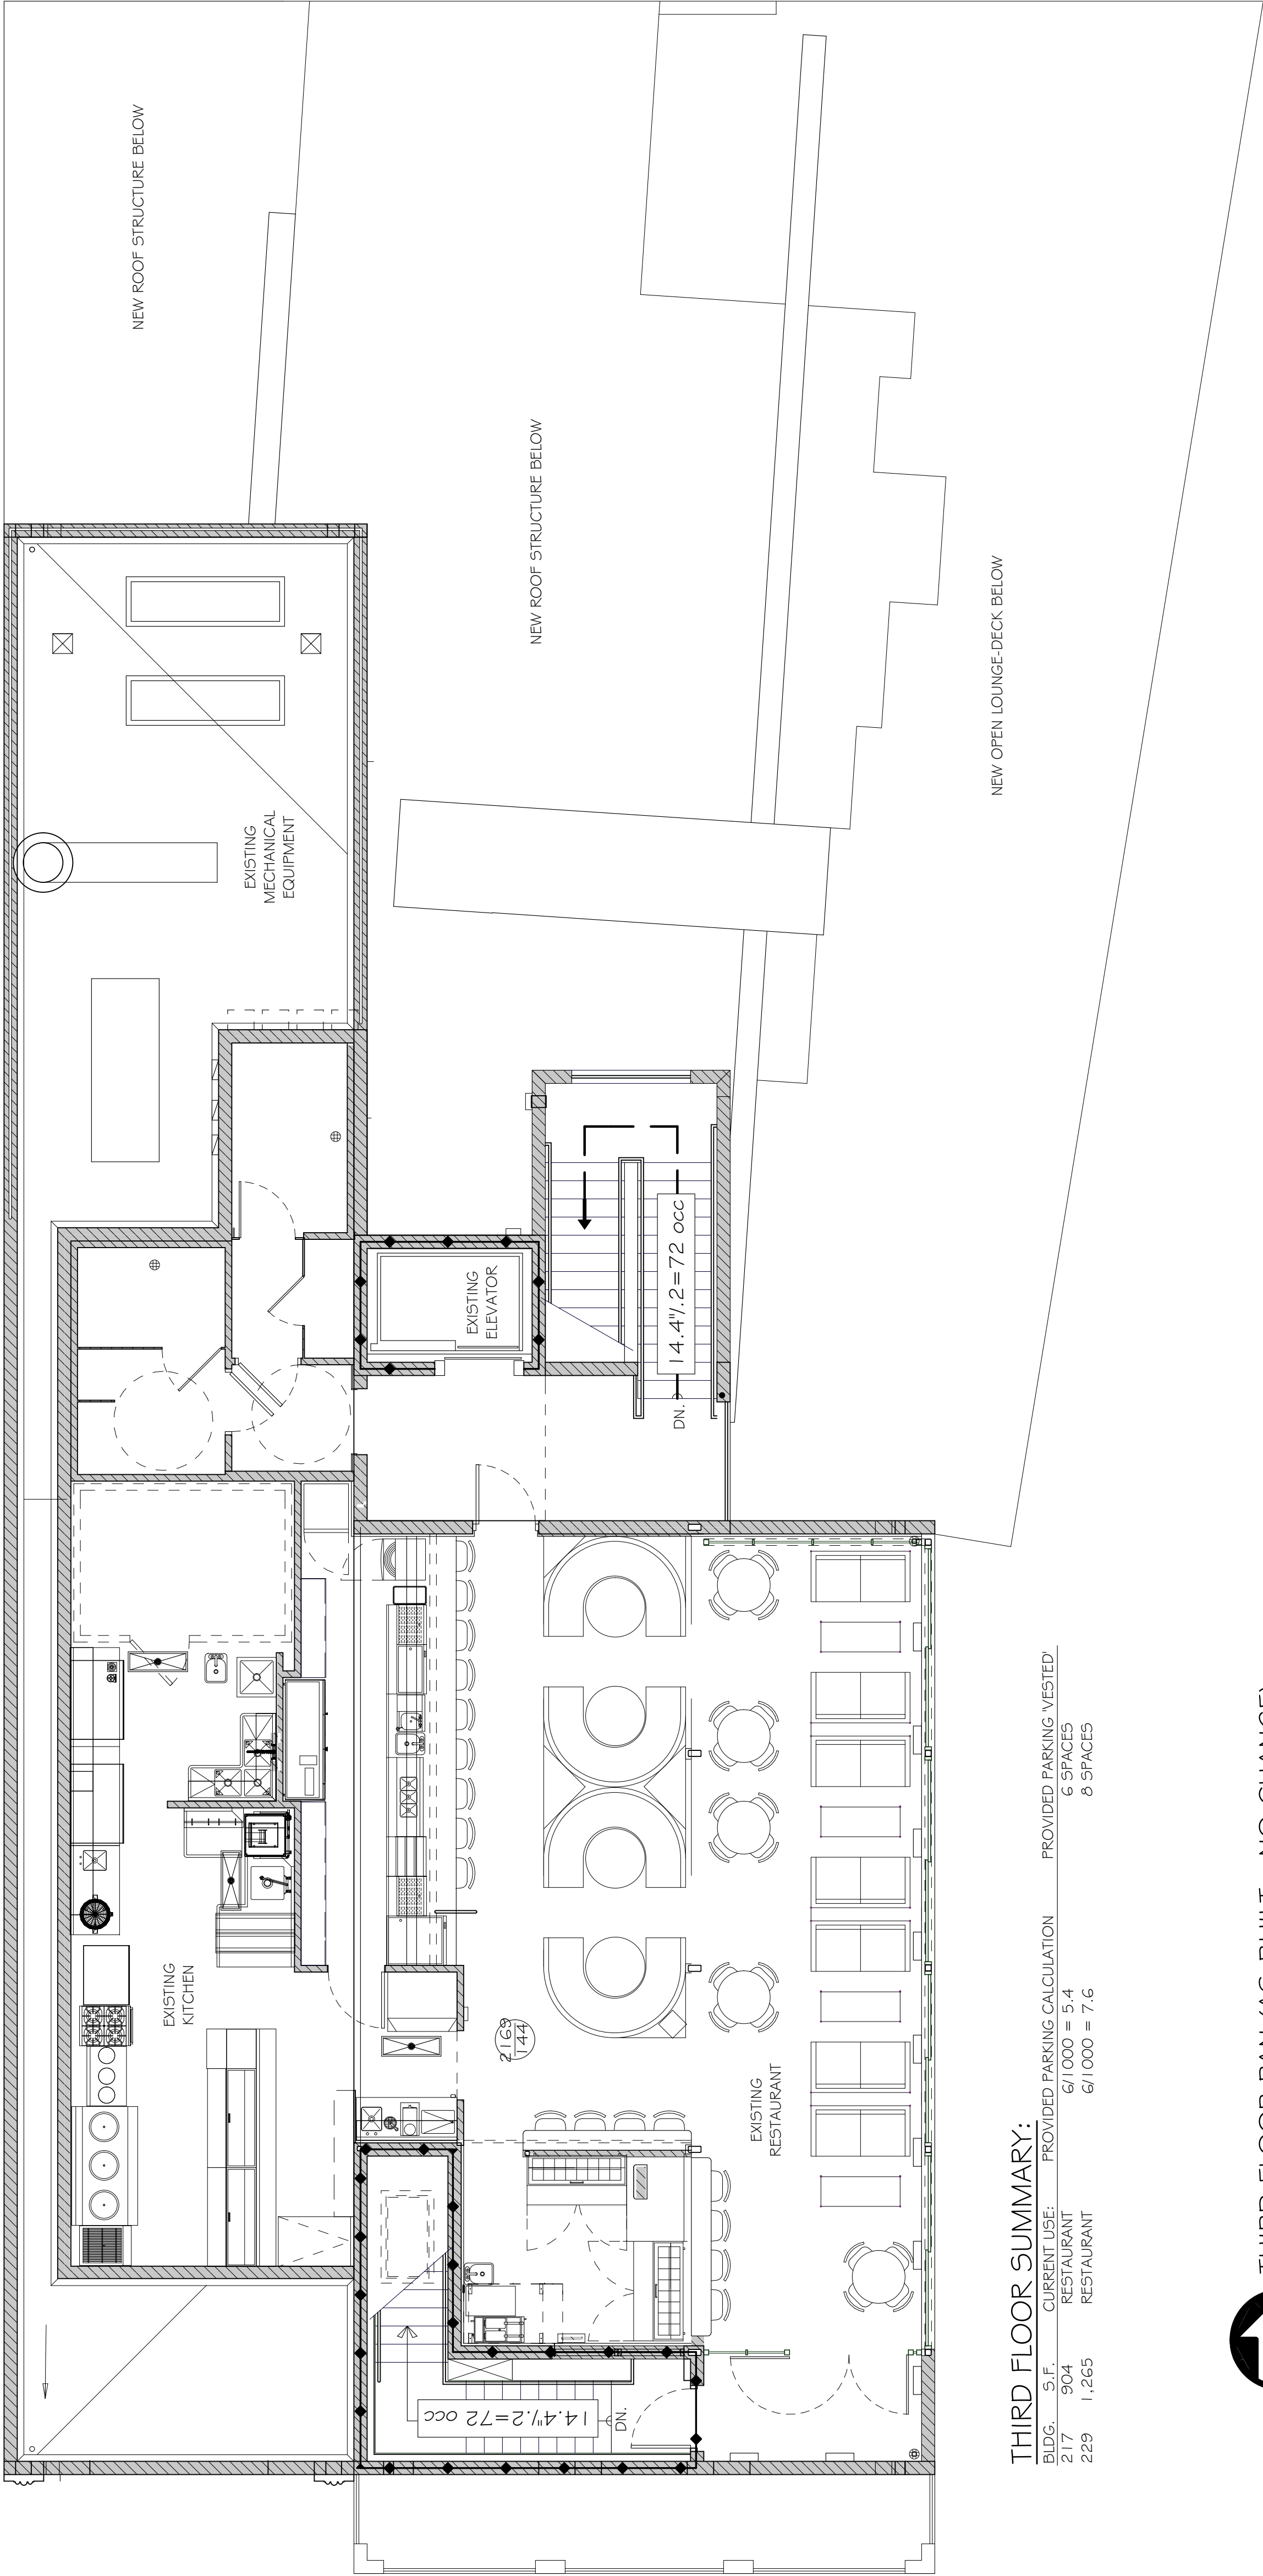 NEW ROOF STRUCTURE BELOW
NEW ROOF STRUCTURE BELOW
NEW OPEN LOUNGE-DECK BELOW
EXISTING
MECHANICAL
EQUIPMENT
EXISTING
ELEVATOR
14.4"/.2=72 OCC
DN.
EXISTING
KITCHEN
2169
144
EXISTING
RESTAURANT
14.4"/.2=72 OCC
DN.
THIRD FLOOR SUMMARY:
BLDG. S.F. CURRENT USE: PROVIDED PARKING CALCULATION PROVIDED PARKING 'VESTED'
217 904 RESTAURANT 6/1000 = 5.4 6 SPACES
229 1,265 RESTAURANT 6/1000 = 7.6 8 SPACES